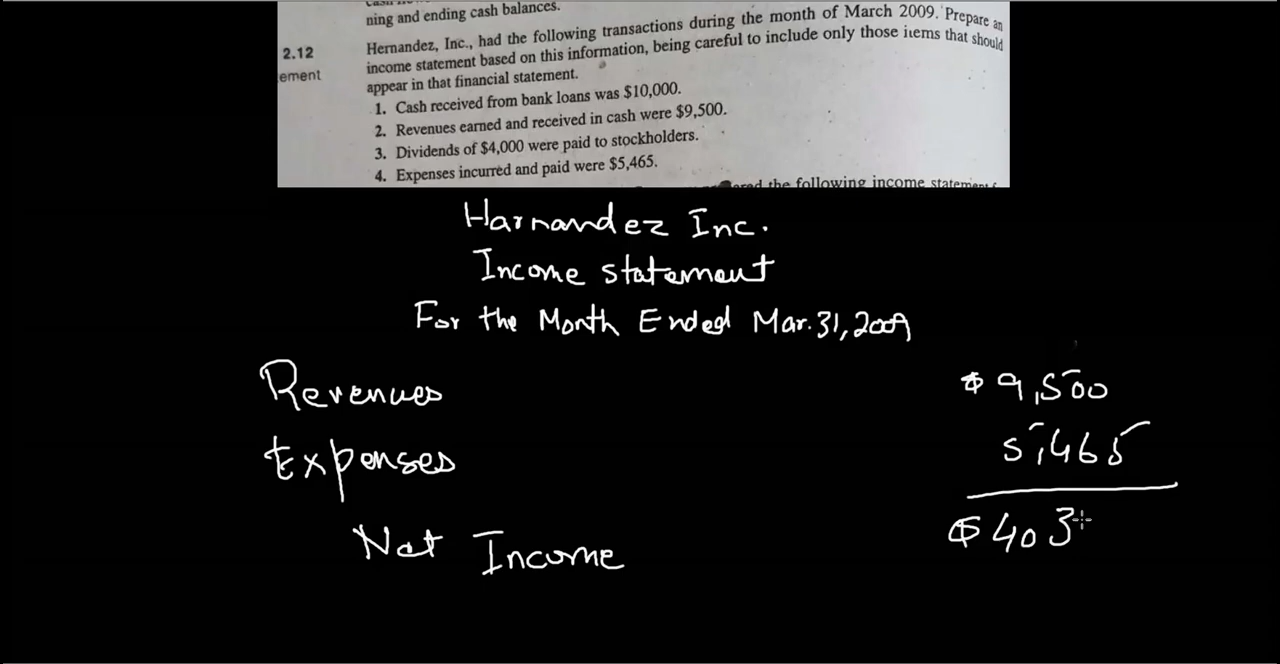 ning and ending cash balances.
2.12 Hernandez, Inc., had the following transactions during the month of March 2009. Prepare an
ement income statement based on this information, being careful to include only those items that should
appear in that financial statement.
1. Cash received from bank loans was $10,000.
2. Revenues earned and received in cash were $9,500.
3. Dividends of $4,000 were paid to stockholders.
4. Expenses incurred and paid were $5,465.
the following income statements
Harnandez Inc.
Income statement
For the Month Ended Mar. 31, 2009
Revenues $ 9,500
Expenses 5,465
Net Income $ 403